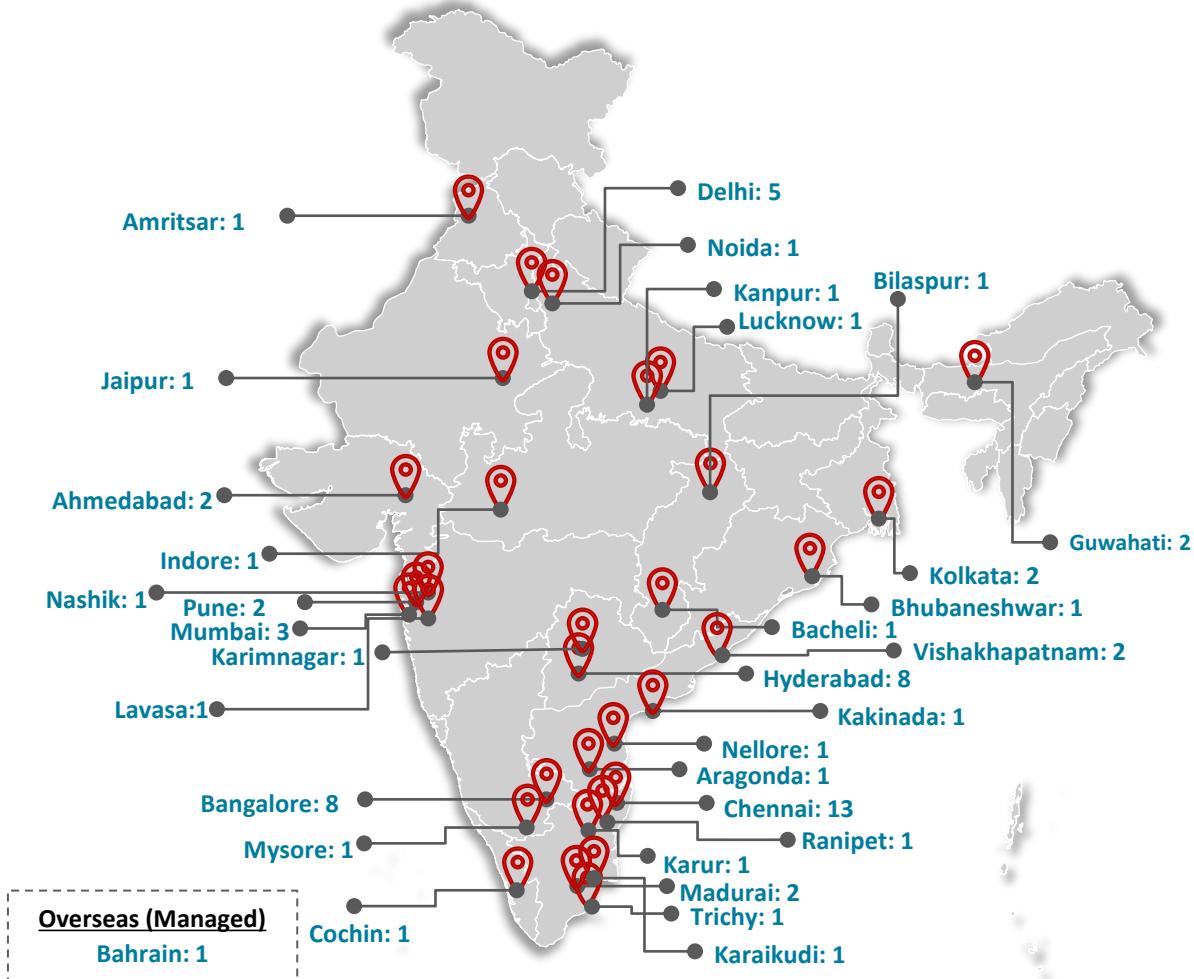 Delhi: 5
Amritsar: 1
Noida: 1
Bilaspur: 1
Kanpur: 1
Lucknow: 1
Jaipur: 1
Ahmedabad: 2
Guwahati: 2
Indore: 1
Kolkata: 2
Nashik: 1
Pune: 2
Bhubaneshwar: 1
Mumbai: 3
Bacheli: 1
Karimnagar: 1
Vishakhapatnam: 2
Hyderabad: 8
Lavasa:1
Kakinada: 1
Nellore: 1
Aragonda: 1
Bangalore: 8
Chennai: 13
Ranipet: 1
Mysore: 1
Karur: 1
Madurai: 2
Trichy: 1
Cochin: 1
Karaikudi: 1
Overseas (Managed)
Bahrain: 1